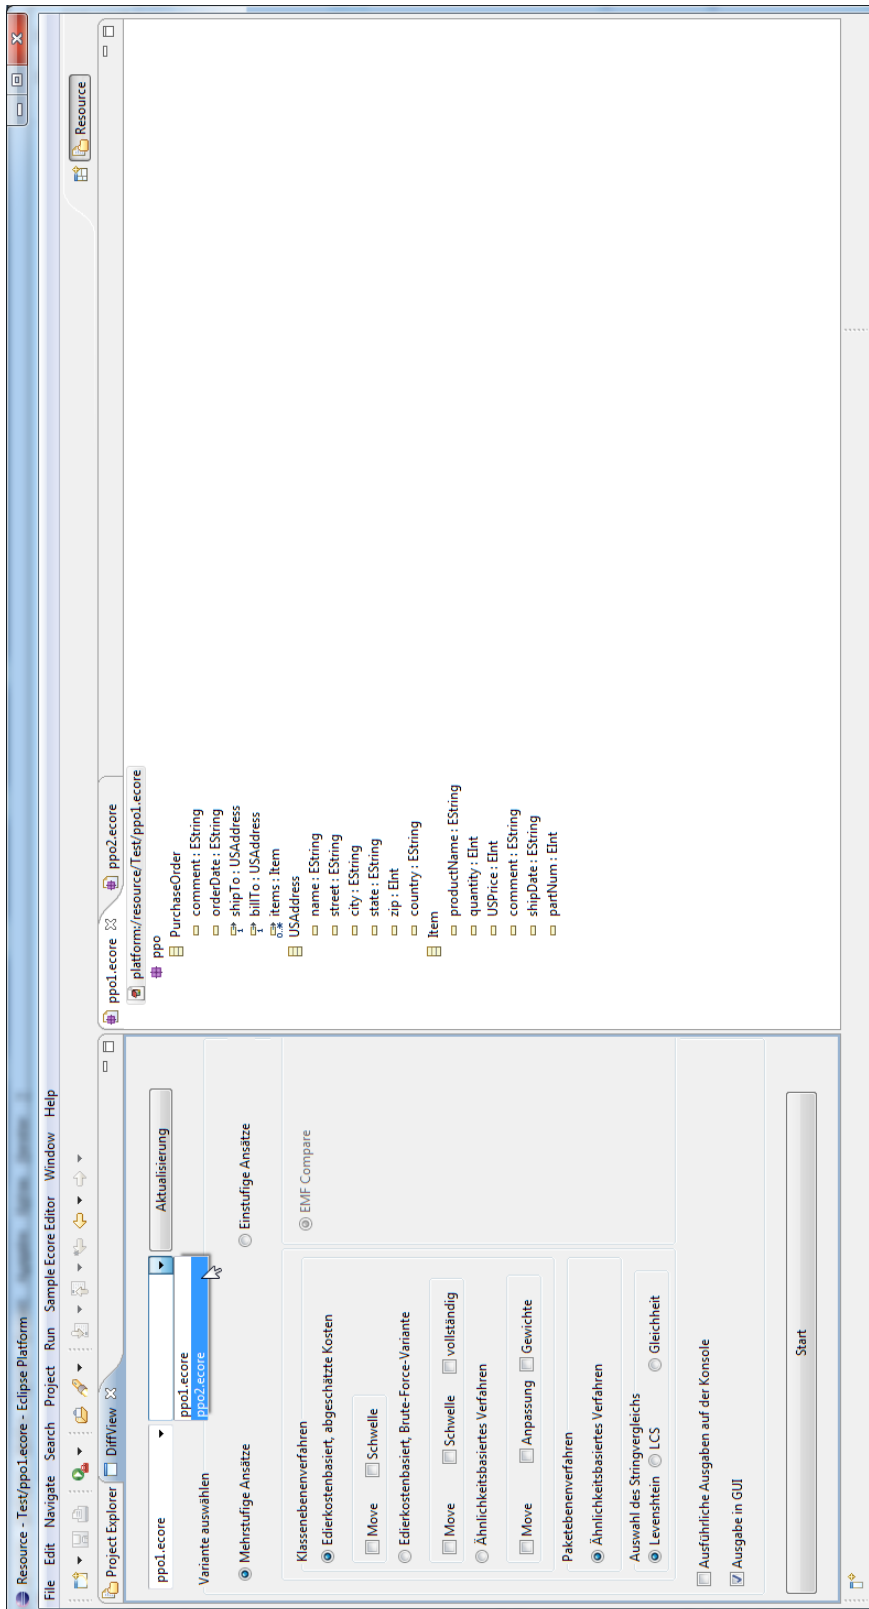 Resource - Test/ppo1.ecore - Eclipse Platform
File Edit Navigate Search Project Run Sample Ecore Editor Window Help
Resource
Project Explorer DiffView
ppo1.ecore
Aktualisierung
ppo1.ecore
ppo2.ecore
Variante auswählen
Mehrstufige Ansätze Einstufige Ansätze
Klassenebenenverfahren
EMF Compare
Edierkostenbasiert, abgeschätzte Kosten
Move Schwelle
Edierkostenbasiert, Brute-Force-Variante
Move Schwelle vollständig
Ähnlichkeitsbasiertes Verfahren
Move Anpassung Gewichte
Paketebenenverfahren
Ähnlichkeitsbasiertes Verfahren
Auswahl des Stringvergleichs
Levenshtein LCS Gleichheit
Ausführliche Ausgaben auf der Konsole
Ausgabe in GUI
Start
ppo1.ecore ppo2.ecore
platform:/resource/Test/ppo1.ecore
ppo
PurchaseOrder
comment : EString
orderDate : EString
1 shipTo : USAddress
1 billTo : USAddress
0..* items : Item
USAddress
name : EString
street : EString
city : EString
state : EString
zip : EInt
country : EString
Item
productName : EString
quantity : EInt
USPrice : EInt
comment : EString
shipDate : EString
partNum : EInt